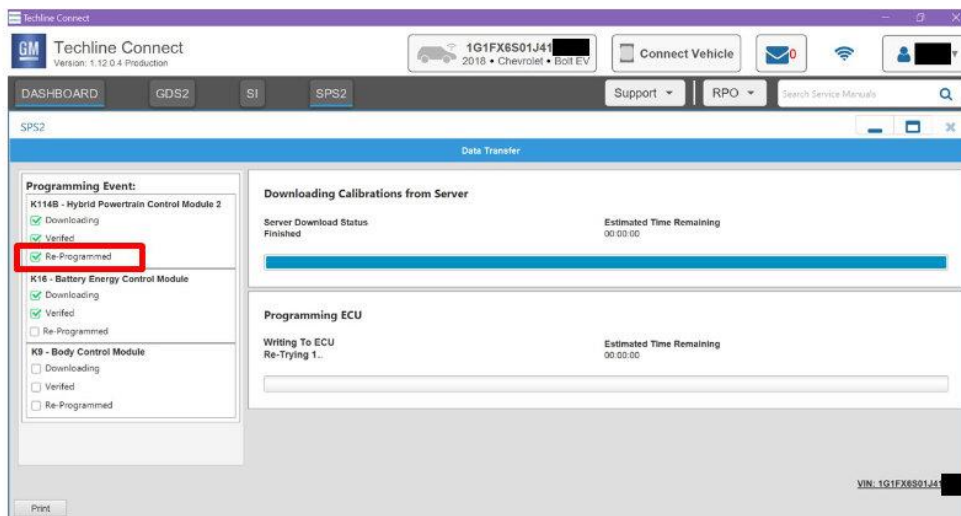 Techline Connect
GM
Techline Connect
Version: 1.12.0.4 Production
1G1FX6S01J41
2018 • Chevrolet • Bolt EV
Connect Vehicle
0
DASHBOARD GDS2 SI SPS2 Support RPO Search Service Manuals
SPS2
Data Transfer
Programming Event:
K114B - Hybrid Powertrain Control Module 2
Downloading
Verifed
Re-Programmed
K16 - Battery Energy Control Module
Downloading
Verifed
Re-Programmed
K9 - Body Control Module
Downloading
Verifed
Re-Programmed
Downloading Calibrations from Server
Server Download Status
Finished
Estimated Time Remaining
00:00:00
Programming ECU
Writing To ECU
Re-Trying 1..
Estimated Time Remaining
00:00:00
VIN: 1G1FX6S01J41
Print